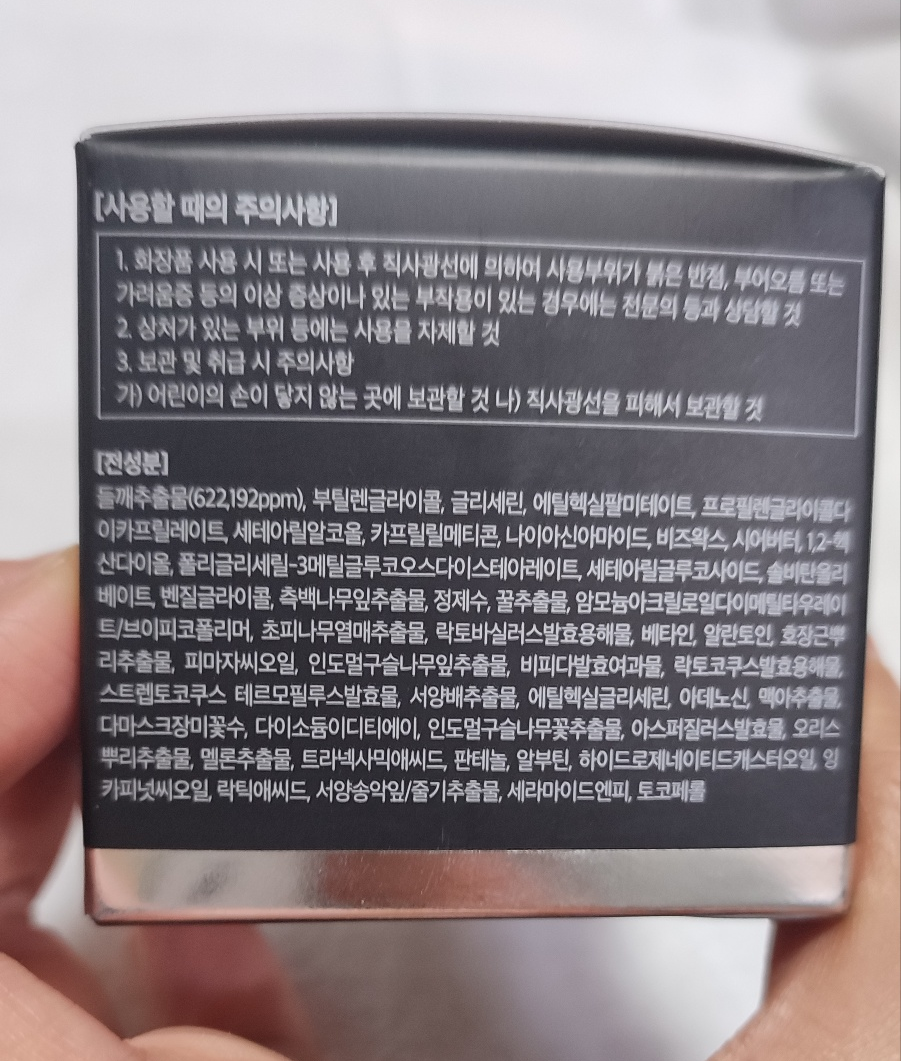 [사용할 때의 주의사항]
1. 화장품 사용 시 또는 사용 후 직사광선에 의하여 사용부위가 붉은 반점, 부어오름 또는
가려움증 등의 이상 증상이나 있는 부작용이 있는 경우에는 전문의 등과 상담할 것
2. 상처가 있는 부위 등에는 사용을 자제할 것
3. 보관 및 취급 시 주의사항
가) 어린이의 손이 닿지 않는 곳에 보관할 것 나) 직사광선을 피해서 보관할 것
[전성분]
들깨추출물(622,192ppm), 부틸렌글라이콜, 글리세린, 에틸헥실팔미테이트, 프로필렌글라이콜다
이카프릴레이트, 세테아릴알코올, 카프릴릴메티콘, 나이아신아마이드, 비즈왁스, 시어버터, 1,2-헥
산다이올, 폴리글리세릴-3메틸글루코오스다이스테아레이트, 세테아릴글루코사이드, 솔비탄올리
베이트, 벤질글라이콜, 측백나무잎추출물, 정제수, 꿀추출물, 암모늄아크릴로일다이메틸타우레이
트/브이피코폴리머, 초피나무열매추출물, 락토바실러스발효용해물, 베타인, 알란토인, 호장근뿌
리추출물, 피마자씨오일, 인도멀구슬나무잎추출물, 비피다발효여과물, 락토코쿠스발효용해물,
스트렙토코쿠스 테르모필루스발효물, 서양배추출물, 에틸헥실글리세린, 아데노신, 맥아추출물,
다마스크장미꽃수, 다이소듐이디티에이, 인도멀구슬나무꽃추출물, 아스퍼질러스발효물, 오리스
뿌리추출물, 멜론추출물, 트라넥사믹애씨드, 판테놀, 알부틴, 하이드로제네이티드캐스터오일, 잉
카피넛씨오일, 락틱애씨드, 서양송악잎/줄기추출물, 세라마이드엔피, 토코페롤